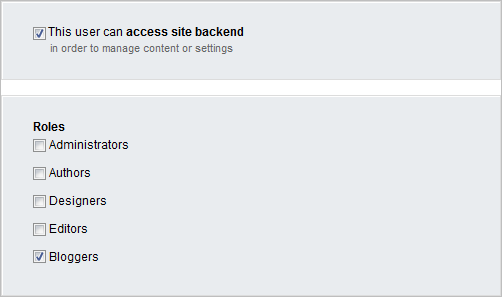 This user can access site backend
in order to manage content or settings
Roles
Administrators
Authors
Designers
Editors
Bloggers